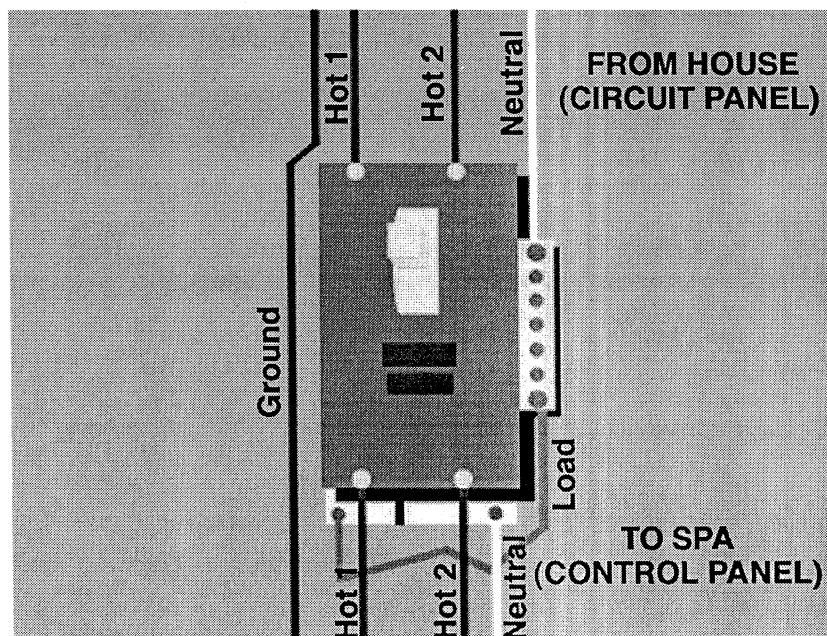 Hot 1
Hot 2
Neutral
FROM HOUSE
(CIRCUIT PANEL)
Ground
Load
TO SPA
(CONTROL PANEL)
Hot 1
Hot 2
Neutral